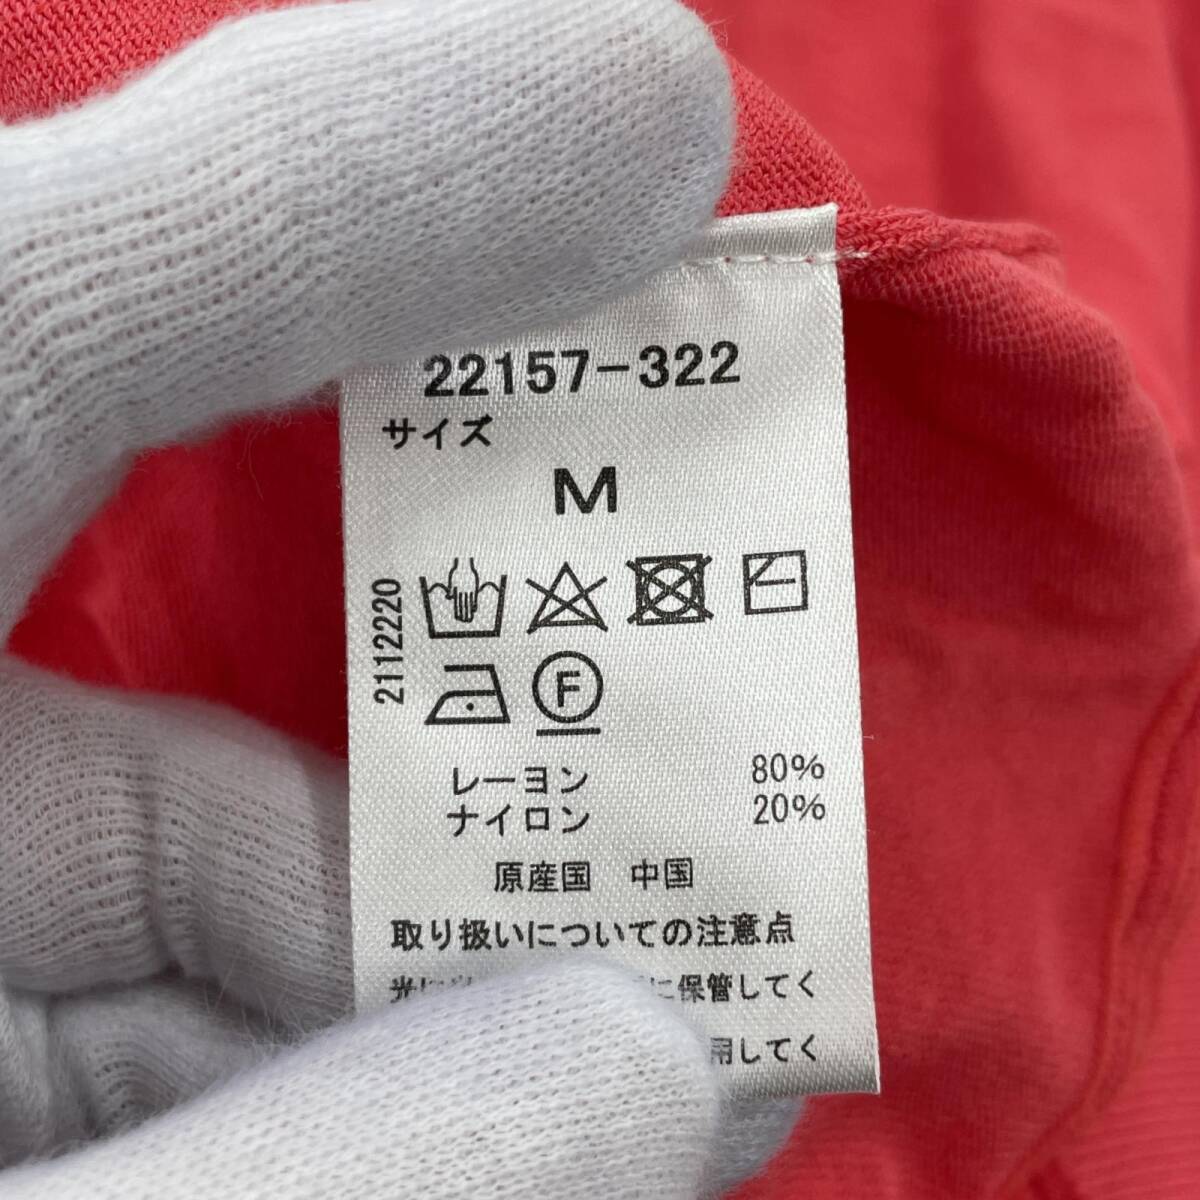 22157-322
サイズ
M
2112220
F
レーヨン 80%
ナイロン 20%
原産国 中国
取り扱いについての注意点
に保管してく
用してく